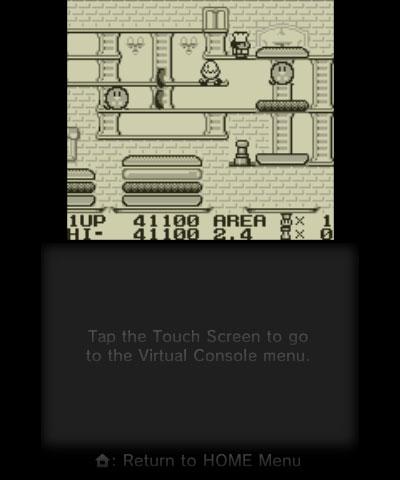 1UP 41100 AREA × 1
HI- 41100 2.4 × 0
Tap the Touch Screen to go
to the Virtual Console menu.
: Return to HOME Menu